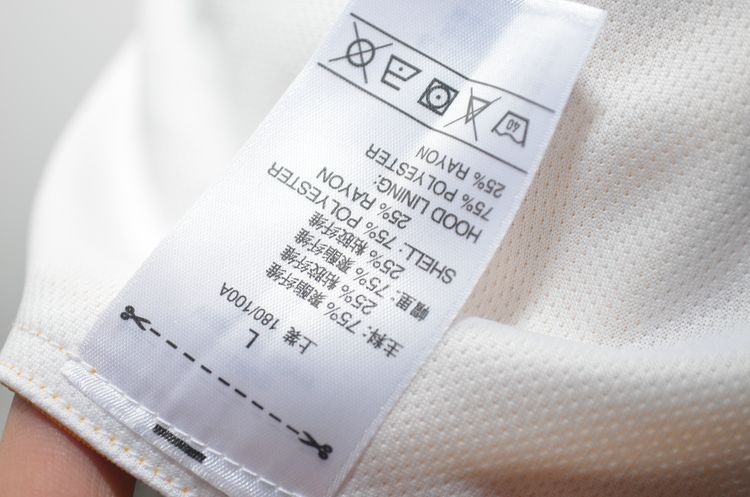 L
上装 180/100A
主料: 75% 聚酯纤维
25% 粘胶纤维
帽里: 75% 聚酯纤维
25% 粘胶纤维
SHELL: 75% POLYESTER
25% RAYON
HOOD LINING:
75% POLYESTER
25% RAYON
40